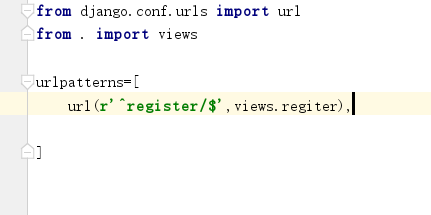 from django.conf.urls import url
from . import views
urlpatterns=[
url(r'^register/$',views.regiter),
]